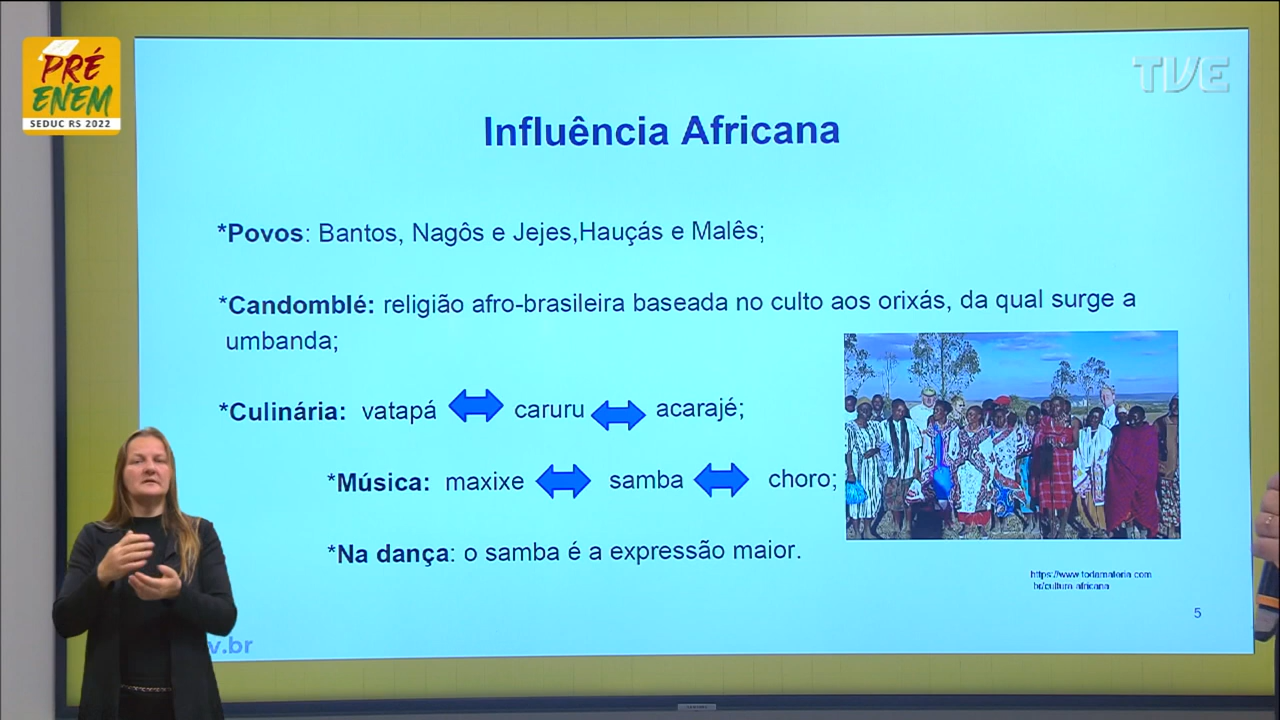 PRÉ
ENEM
SEDUC RS 2022
TVE
Influência Africana
*Povos: Bantos, Nagôs e Jejes,Hauçás e Malês;
*Candomblé: religião afro-brasileira baseada no culto aos orixás, da qual surge a
umbanda;
*Culinária: vatapá caruru acarajé;
*Música: maxixe samba choro;
*Na dança: o samba é a expressão maior.
https://www.todamateria.com
br/cultura-africana
5
v.br